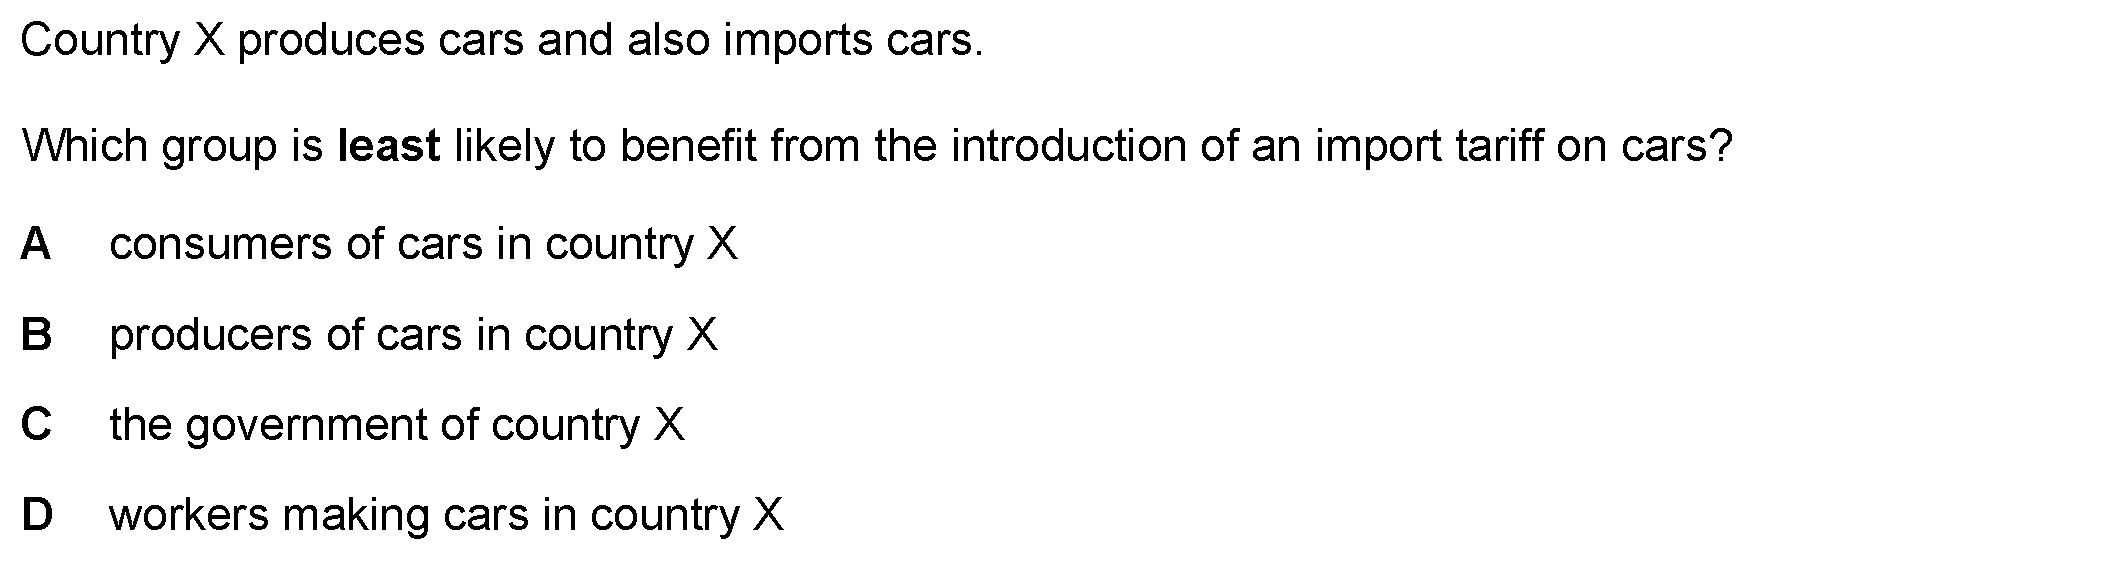 Country X produces cars and also imports cars.
Which group is least likely to benefit from the introduction of an import tariff on cars?
A consumers of cars in country X
B producers of cars in country X
C the government of country X
D workers making cars in country X